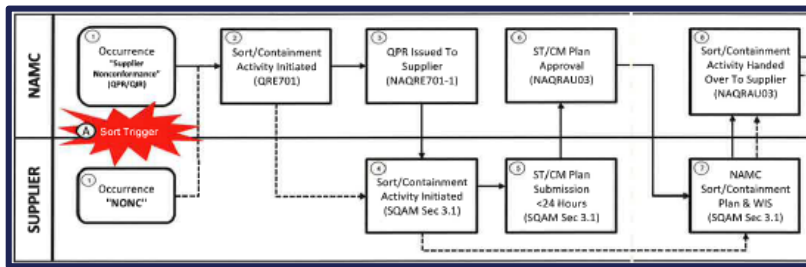 NAMC
1
Occurrence
"Supplier
Nonconformance"
(QPR/QJR)
2
Sort/Containment
Activity Initiated
(QRE701)
3
QPR Issued To
Supplier
(NAQRE701-1)
6
ST/CM Plan
Approval
(NAQRAU03)
8
Sort/Containment
Activity Handed
Over To Supplier
(NAQRAU03)
A
Sort Trigger
SUPPLIER
1
Occurrence
"NONC"
4
Sort/Containment
Activity Initiated
(SQAM Sec 3.1)
5
ST/CM Plan
Submission
<24 Hours
(SQAM Sec 3.1)
7
NAMC
Sort/Containment
Plan & WIS
(SQAM Sec 3.1)